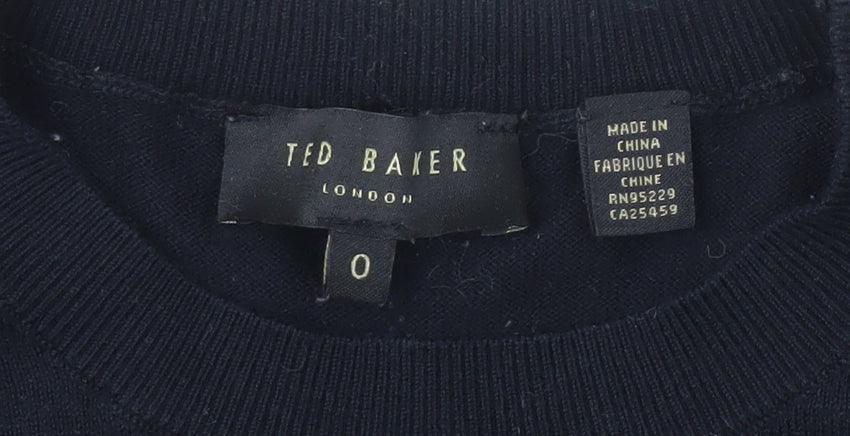 TED BAKER
LONDON
0
MADE IN
CHINA
FABRIQUE EN
CHINE
RN95229
CA25459